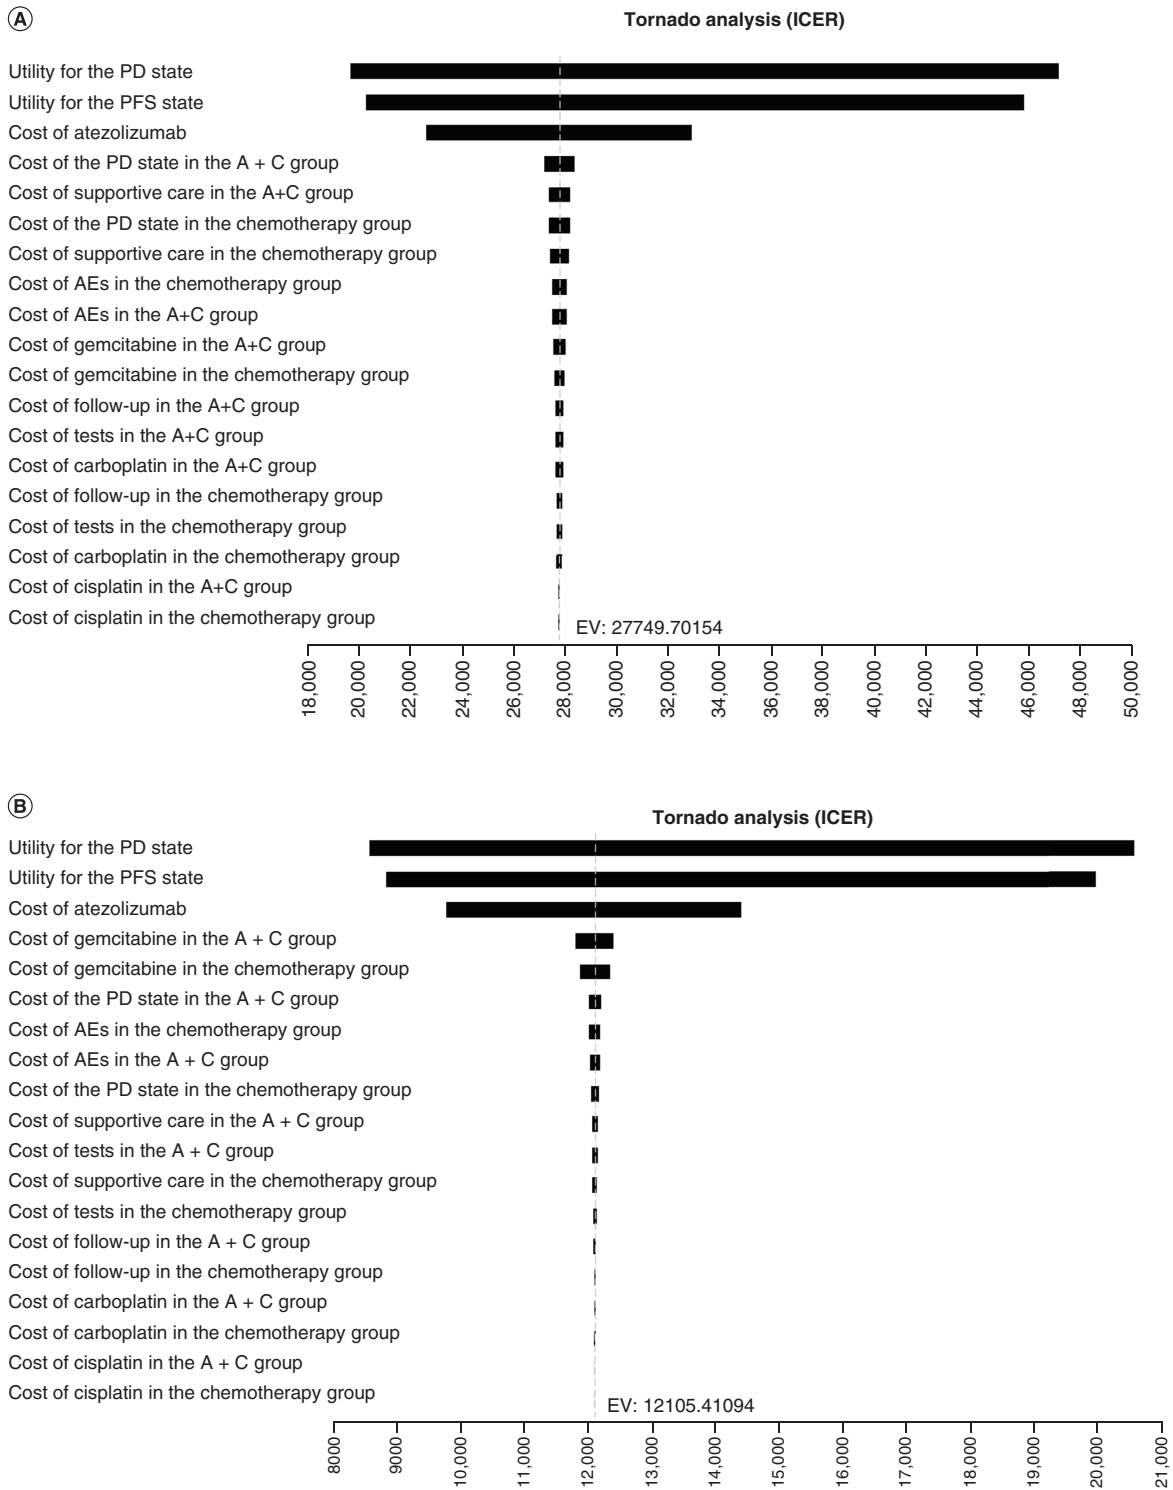 A
Tornado analysis (ICER)
Utility for the PD state
Utility for the PFS state
Cost of atezolizumab
Cost of the PD state in the A + C group
Cost of supportive care in the A+C group
Cost of the PD state in the chemotherapy group
Cost of supportive care in the chemotherapy group
Cost of AEs in the chemotherapy group
Cost of AEs in the A+C group
Cost of gemcitabine in the A+C group
Cost of gemcitabine in the chemotherapy group
Cost of follow-up in the A+C group
Cost of tests in the A+C group
Cost of carboplatin in the A+C group
Cost of follow-up in the chemotherapy group
Cost of tests in the chemotherapy group
Cost of carboplatin in the chemotherapy group
Cost of cisplatin in the A+C group
Cost of cisplatin in the chemotherapy group
EV: 27749.70154
18,000 20,000 22,000 24,000 26,000 28,000 30,000 32,000 34,000 36,000 38,000 40,000 42,000 44,000 46,000 48,000 50,000
B
Tornado analysis (ICER)
Utility for the PD state
Utility for the PFS state
Cost of atezolizumab
Cost of gemcitabine in the A + C group
Cost of gemcitabine in the chemotherapy group
Cost of the PD state in the A + C group
Cost of AEs in the chemotherapy group
Cost of AEs in the A + C group
Cost of the PD state in the chemotherapy group
Cost of supportive care in the A + C group
Cost of tests in the A + C group
Cost of supportive care in the chemotherapy group
Cost of tests in the chemotherapy group
Cost of follow-up in the A + C group
Cost of follow-up in the chemotherapy group
Cost of carboplatin in the A + C group
Cost of carboplatin in the chemotherapy group
Cost of cisplatin in the A + C group
Cost of cisplatin in the chemotherapy group
EV: 12105.41094
8000 9000 10,000 11,000 12,000 13,000 14,000 15,000 16,000 17,000 18,000 19,000 20,000 21,000